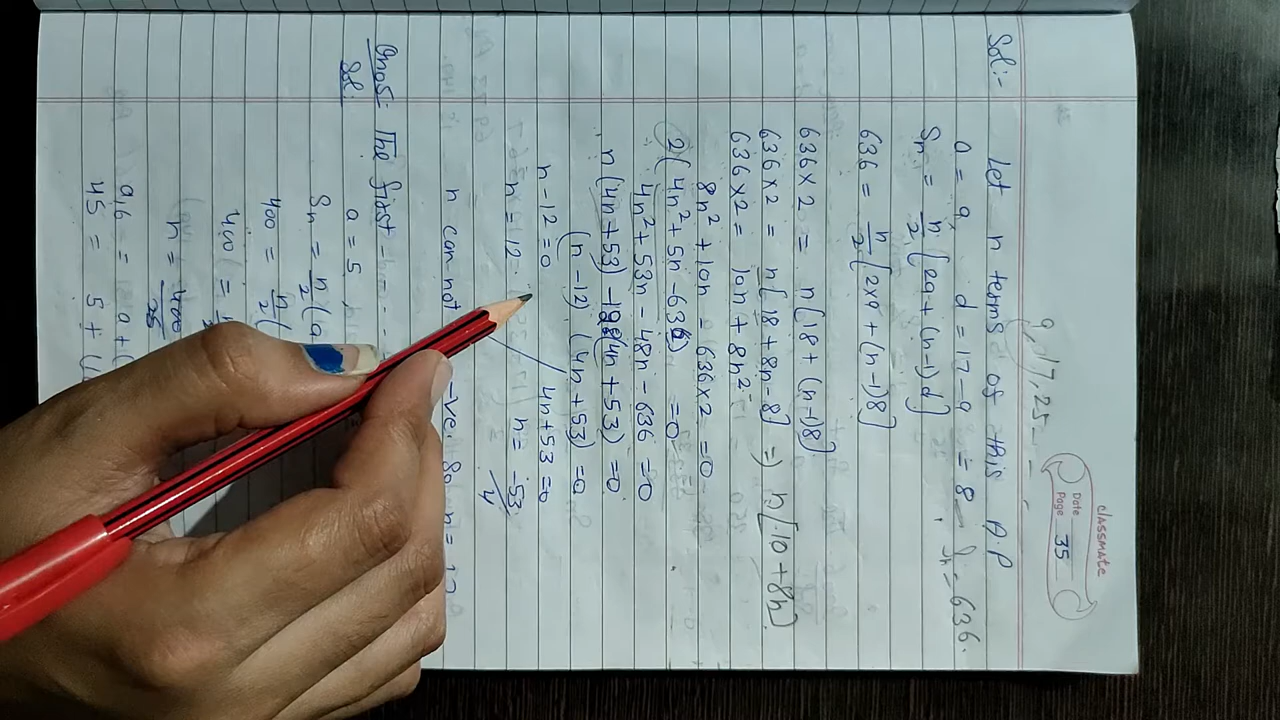 classmate
Date
Page 35
9, 17, 25 - - -
Sol:- Let n terms of this A.P
a = 9, d = 17 - 9 = 8 Sn = 636.
Sn = n/2 [2a + (n-1)d]
636 = n/2 [2×9 + (n-1)8]
636×2 = n[18 + (n-1)8]
636×2 = n[18 + 8n - 8] => n[10 + 8n]
636×2 = 10n + 8n²
8n² + 10n - 636×2 = 0
2(4n² + 5n - 636) = 0
4n² + 53n - 48n - 636 = 0
n(4n + 53) - 12(4n + 53) = 0
(n - 12) (4n + 53) = 0
n - 12 = 0 4n + 53 = 0
n = 12 n = -53/4
n can not -ve. So n = 12
Qno5: The first - - - -
Sol: a = 5,
Sn = n/2 (a
400 = n/2 (
400 =
n = 400
a16 = a + (
45 = 5 + (